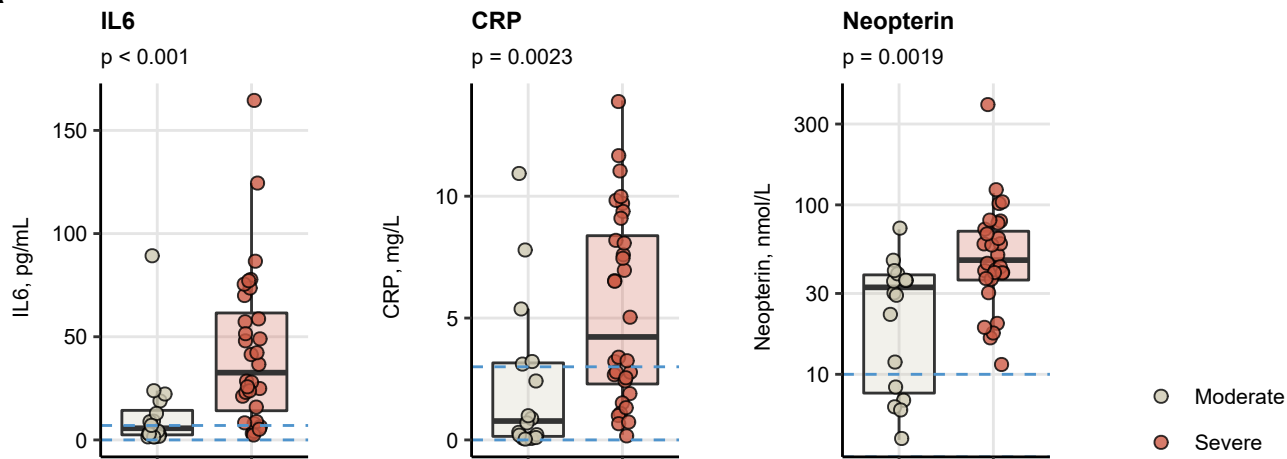 IL6
p < 0.001
IL6, pg/mL
150
100
50
0
CRP
p = 0.0023
CRP, mg/L
10
5
0
Neopterin
p = 0.0019
Neopterin, nmol/L
300
100
30
10
Moderate
Severe